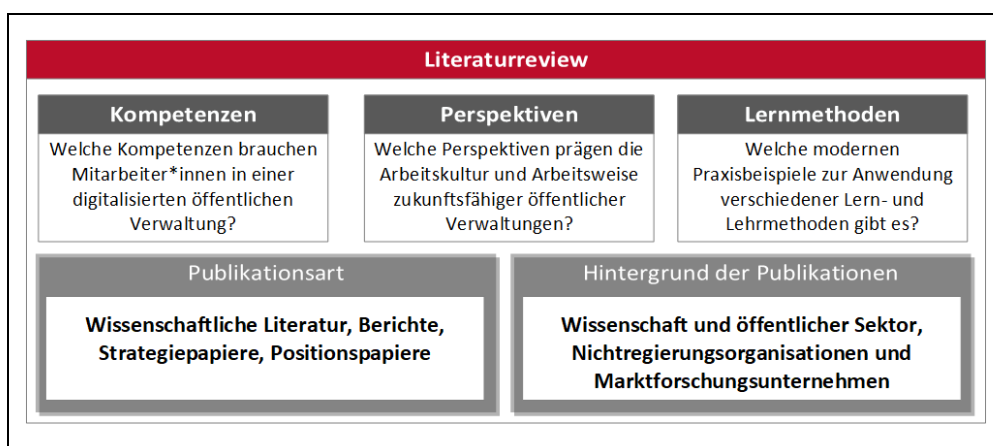 Literaturreview
Kompetenzen
Welche Kompetenzen brauchen
Mitarbeiter*innen in einer
digitalisierten öffentlichen
Verwaltung?
Perspektiven
Welche Perspektiven prägen die
Arbeitskultur und Arbeitsweise
zukunftsfähiger öffentlicher
Verwaltungen?
Lernmethoden
Welche modernen
Praxisbeispiele zur Anwendung
verschiedener Lern- und
Lehrmethoden gibt es?
Publikationsart
Wissenschaftliche Literatur, Berichte,
Strategiepapiere, Positionspapiere
Hintergrund der Publikationen
Wissenschaft und öffentlicher Sektor,
Nichtregierungsorganisationen und
Marktforschungsunternehmen